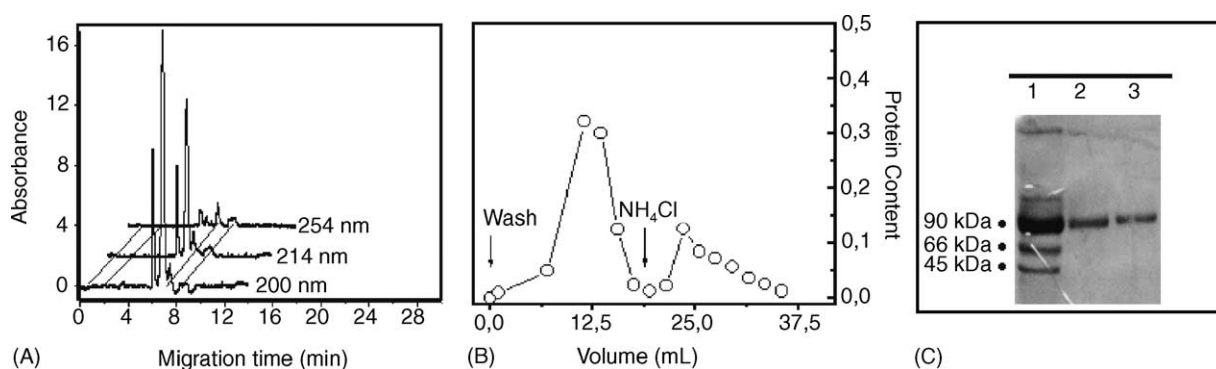 16
12
8
4
0
Absorbance
254 nm
214 nm
200 nm
0 4 8 12 16 20 24 28
(A) Migration time (min)
0,5
0,4
0,3
0,2
0,1
0,0
Protein Content
Wash
NH₄Cl
0,0 12,5 25,0 37,5
(B) Volume (mL)
1 2 3
90 kDa
66 kDa
45 kDa
(C)